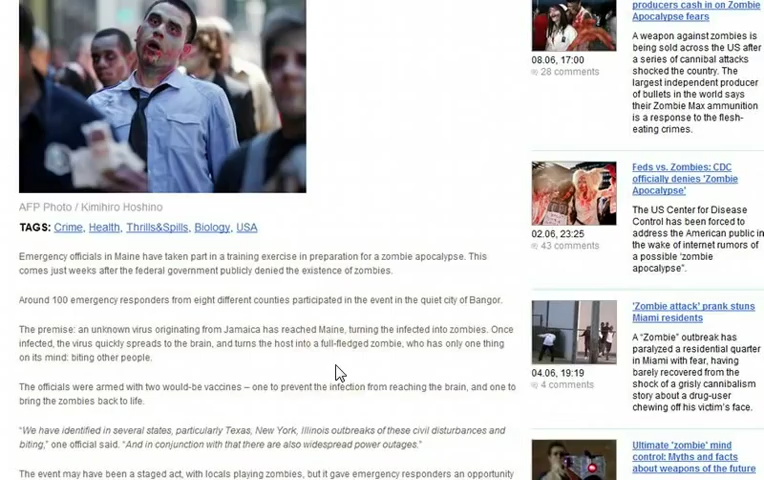 AFP Photo / Kimihiro Hoshino
TAGS: Crime, Health, Thrills&Spills, Biology, USA
Emergency officials in Maine have taken part in a training exercise in preparation for a zombie apocalypse. This
comes just weeks after the federal government publicly denied the existence of zombies.
Around 100 emergency responders from eight different counties participated in the event in the quiet city of Bangor.
The premise: an unknown virus originating from Jamaica has reached Maine, turning the infected into zombies. Once
infected, the virus quickly spreads to the brain, and turns the host into a full-fledged zombie, who has only one thing
on its mind: biting other people.
The officials were armed with two would-be vaccines – one to prevent the infection from reaching the brain, and one to
bring the zombies back to life.
"We have identified in several states, particularly Texas, New York, Illinois outbreaks of these civil disturbances and
biting," one official said. "And in conjunction with that there are also widespread power outages."
The event may have been a staged act, with locals playing zombies, but it gave emergency responders an opportunity
producers cash in on Zombie
Apocalypse fears
08.06, 17:00
28 comments
A weapon against zombies is
being sold across the US after
a series of cannibal attacks
shocked the country. The
largest independent producer
of bullets in the world says
their Zombie Max ammunition
is a response to the flesh-
eating crimes.
Feds vs. Zombies: CDC
officially denies 'Zombie
Apocalypse'
02.06, 23:25
43 comments
The US Center for Disease
Control has been forced to
address the American public in
the wake of internet rumors of
a possible 'zombie
apocalypse".
'Zombie attack' prank stuns
Miami residents
04.06, 19:19
4 comments
A "Zombie" outbreak has
paralyzed a residential quarter
in Miami with fear, having
barely recovered from the
shock of a grisly cannibalism
story about a drug-user
chewing off his victim's face.
Ultimate 'zombie' mind
control: Myths and facts
about weapons of the future